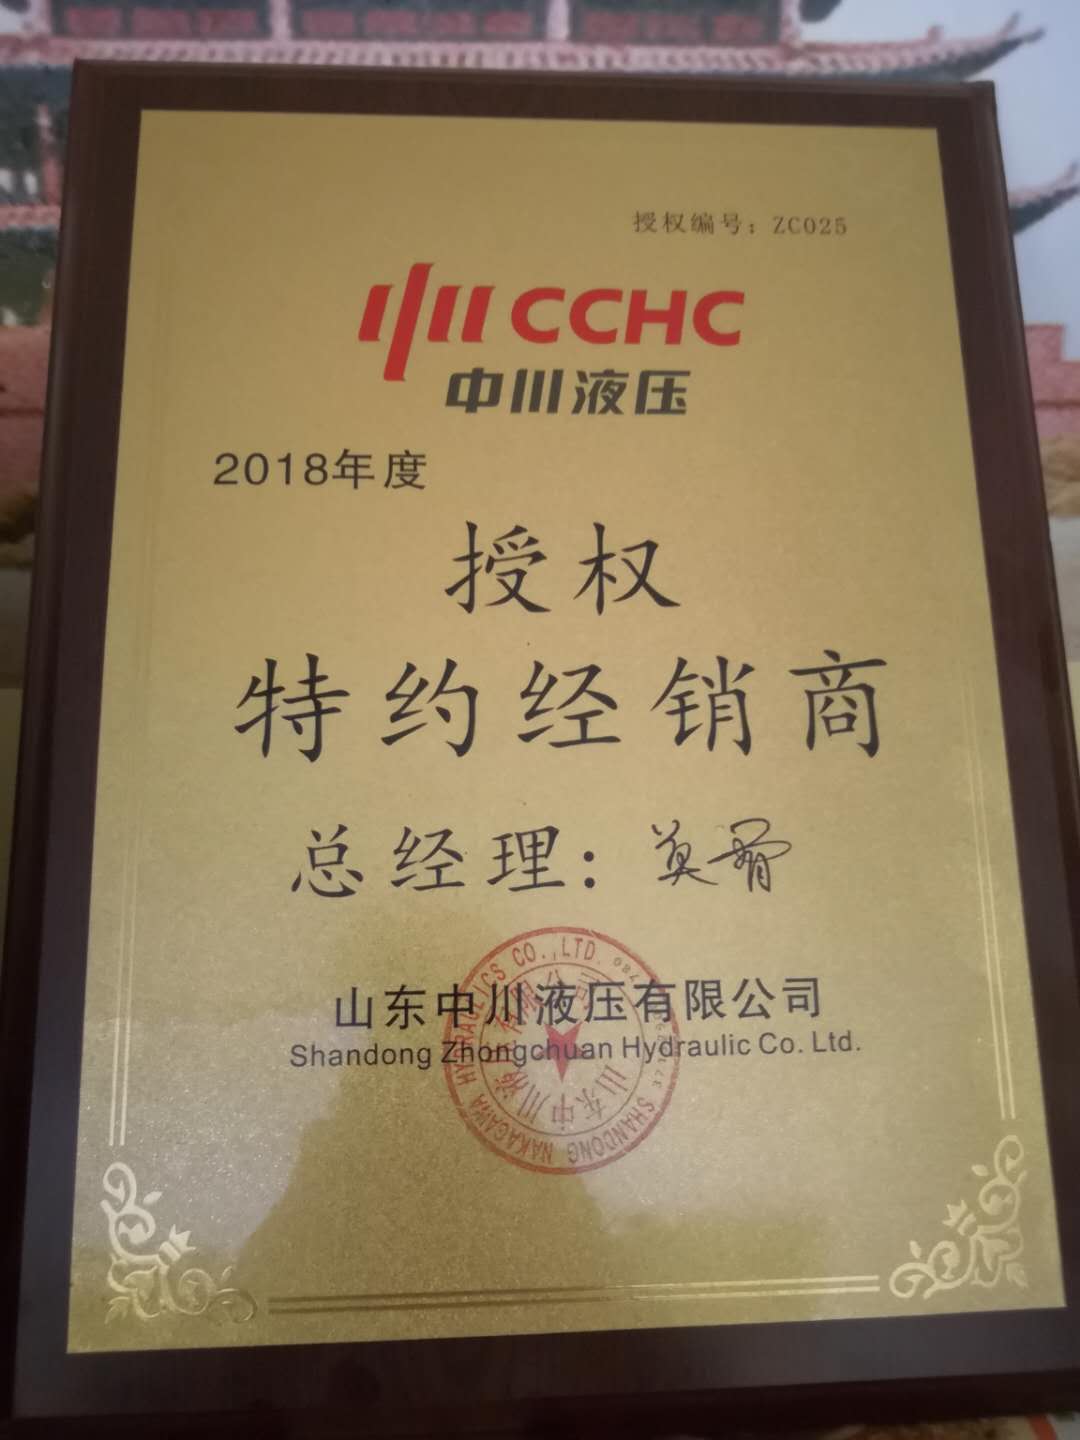 授权编号：ZC025
CCHC
中川液压
2018年度
授权
特约经销商
总经理：
山东中川液压有限公司
Shandong Zhongchuan Hydraulic Co. Ltd.
SHANDONG NAKAGAWA HYDRAULICS CO.,LTD.
山东中川液压有限公司